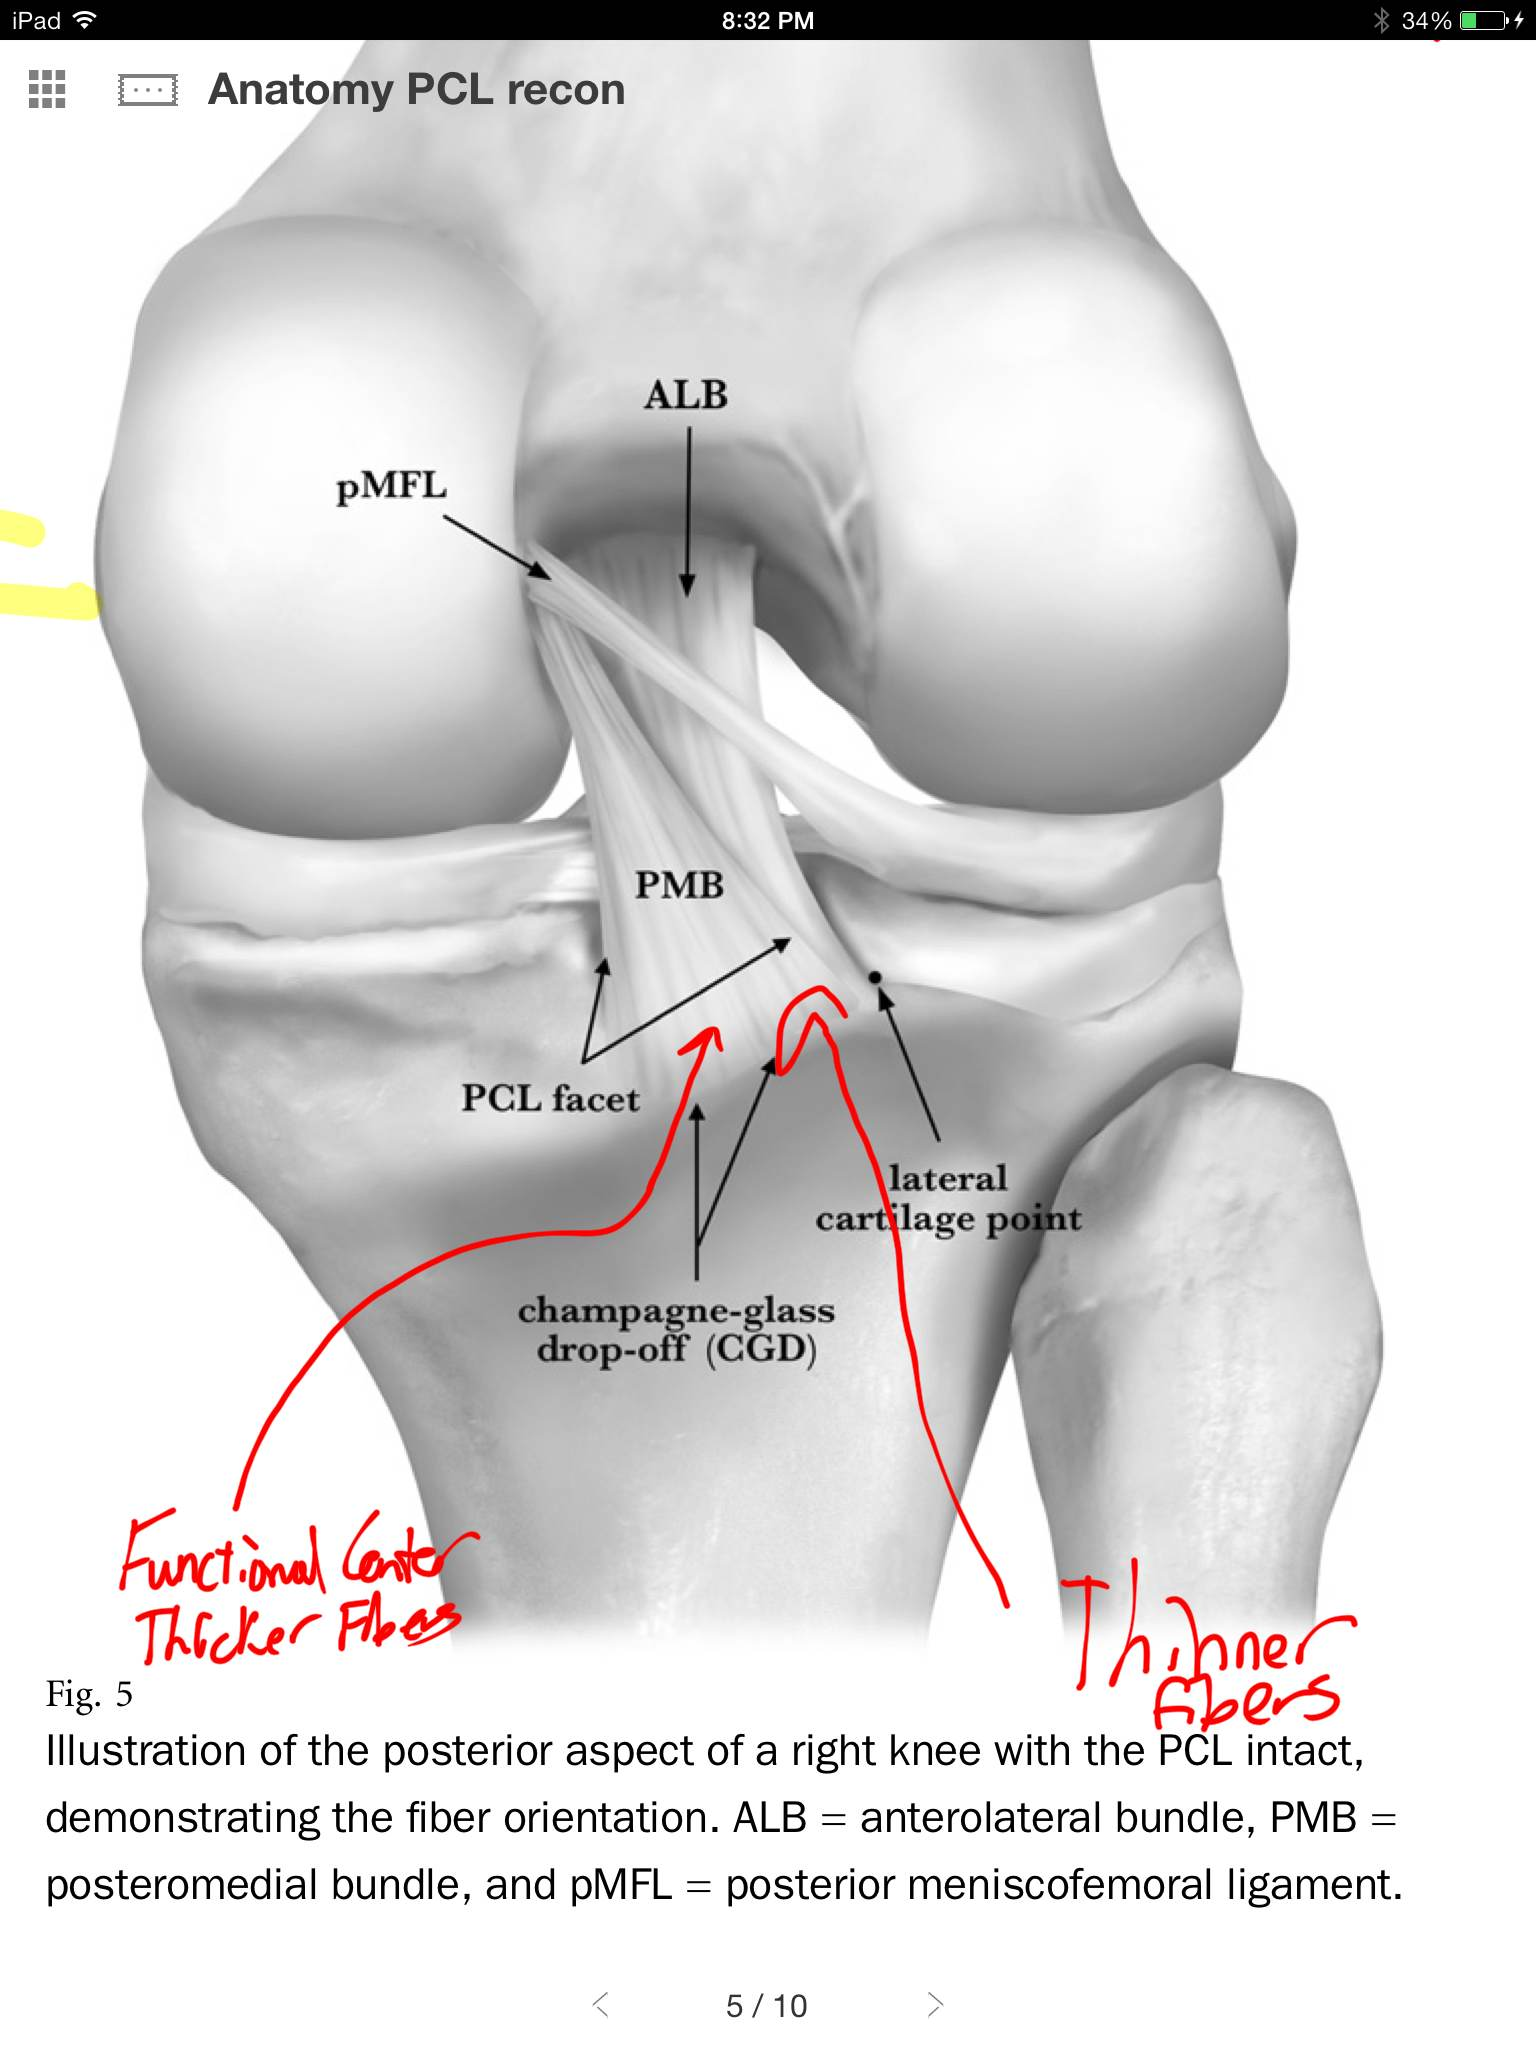 iPad 8:32 PM 34%
Anatomy PCL recon
ALB
pMFL
PMB
PCL facet
lateral
cartilage point
champagne-glass
drop-off (CGD)
Functional Center
Thicker Fibers
Thinner
Fibers
Fig. 5
Illustration of the posterior aspect of a right knee with the PCL intact,
demonstrating the fiber orientation. ALB = anterolateral bundle, PMB =
posteromedial bundle, and pMFL = posterior meniscofemoral ligament.
5 / 10